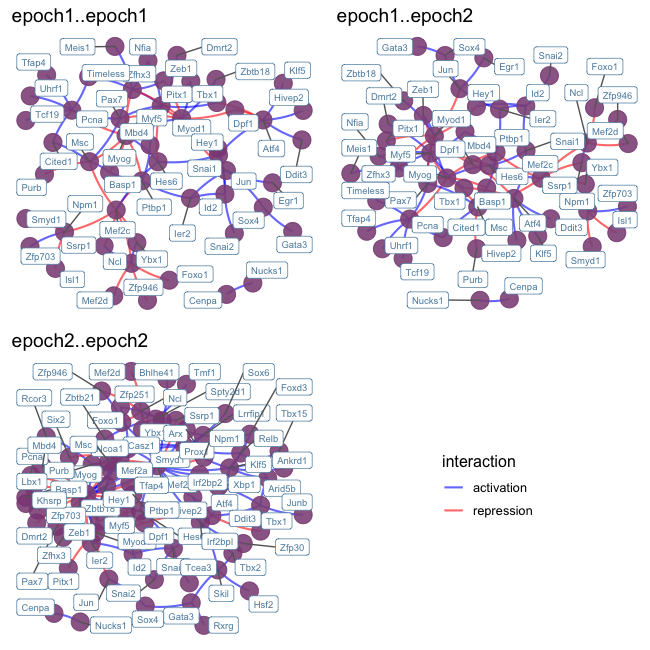 epoch1..epoch1
Meis1
Nfia
Dmrt2
Tfap4
Timeless
Zfhx3
Zeb1
Zbtb18
Klf5
Uhrf1
Pax7
Pitx1
Tbx1
Hivep2
Tcf19
Pcna
Myf5
Myod1
Dpf1
Msc
Mbd4
Hey1
Atf4
Cited1
Myog
Snai1
Ddit3
Purb
Basp1
Hes6
Jun
Egr1
Npm1
Ptbp1
Id2
Smyd1
Mef2c
Ier2
Sox4
Zfp703
Ssrp1
Snai2
Gata3
Isl1
Ncl
Ybx1
Foxo1
Nucks1
Mef2d
Zfp946
Cenpa
epoch1..epoch2
Gata3
Sox4
Snai2
Jun
Egr1
Foxo1
Zbtb18
Dmrt2
Zeb1
Hey1
Id2
Ncl
Zfp946
Nfia
Pitx1
Myod1
Ier2
Mef2d
Meis1
Myf5
Dpf1
Mbd4
Ptbp1
Snai1
Zfhx3
Myog
Hes6
Mef2c
Ybx1
Timeless
Pax7
Tbx1
Basp1
Ssrp1
Zfp703
Tfap4
Pcna
Cited1
Msc
Atf4
Npm1
Ddit3
Isl1
Uhrf1
Hivep2
Klf5
Smyd1
Tcf19
Purb
Nucks1
Cenpa
epoch2..epoch2
Zfp946
Mef2d
Bhlhe41
Tmf1
Sox6
Foxd3
Rcor3
Zbtb21
Zfp251
Ncl
Spty2d1
Tbx15
Six2
Foxo1
Ssrp1
Lrrfip1
Mbd4
Msc
Ncoa1
Ybx1
Arx
Casz1
Prox1
Npm1
Relb
Pcna
Purb
Myog
Mef2a
Smyd1
Klf5
Ankrd1
Lbx1
Basp1
Tfap4
Mef2
Irf2bp2
Xbp1
Arid5b
Khsrp
Zbtb18
Hey1
Atf4
Junb
Zfp703
Myf5
Ptbp1
ivep2
Ddit3
Tbx1
Dmrt2
Zeb1
Myod
Dpf1
Hes
Irf2bpl
Zfp30
Zfhx3
Ier2
Id2
Snai
Tcea3
Tbx2
Pax7
Pitx1
Jun
Snai2
Skil
Hsf2
Cenpa
Nucks1
Sox4
Gata3
Rxrg
interaction
activation
repression